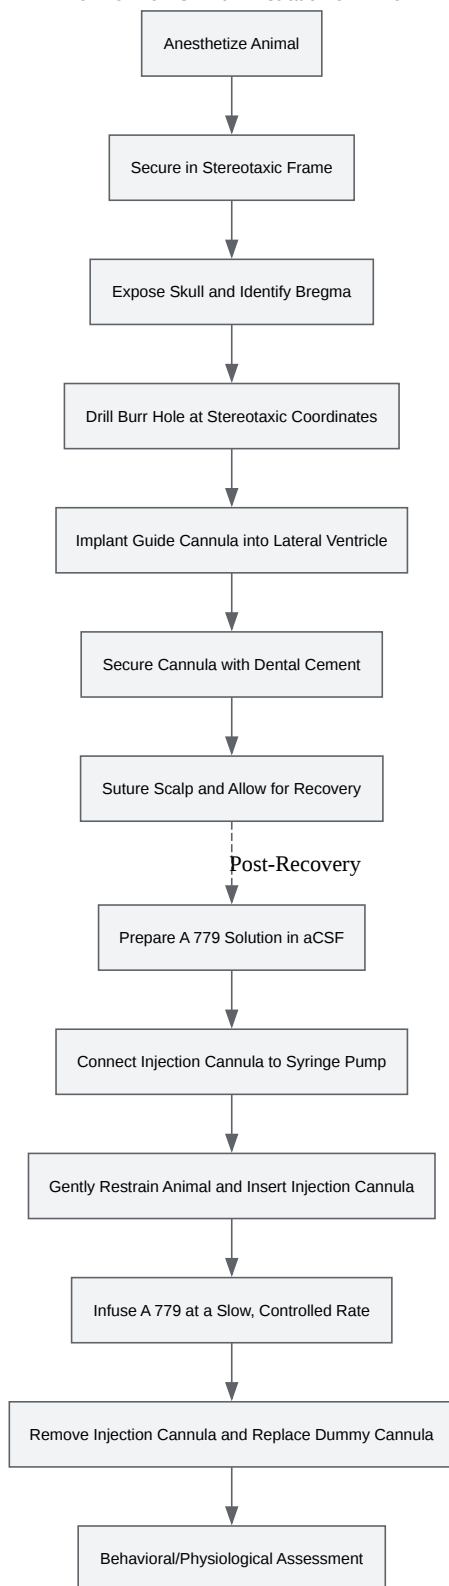 Anesthetize Animal
Secure in Stereotaxic Frame
Expose Skull and Identify Bregma
Drill Burr Hole at Stereotaxic Coordinates
Implant Guide Cannula into Lateral Ventricle
Secure Cannula with Dental Cement
Suture Scalp and Allow for Recovery
Post-Recovery
Prepare A 779 Solution in aCSF
Connect Injection Cannula to Syringe Pump
Gently Restrain Animal and Insert Injection Cannula
Infuse A 779 at a Slow, Controlled Rate
Remove Injection Cannula and Replace Dummy Cannula
Behavioral/Physiological Assessment